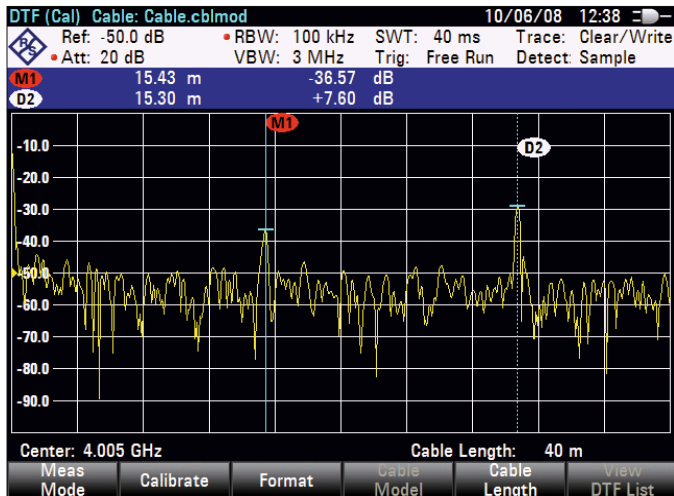 DTF (Cal) Cable: Cable.cblmod 10/06/08 12:38
R&S Ref: -50.0 dB RBW: 100 kHz SWT: 40 ms Trace: Clear/Write
Att: 20 dB VBW: 3 MHz Trig: Free Run Detect: Sample
M1 15.43 m -36.57 dB
D2 15.30 m +7.60 dB
M1
D2
-10.0
-20.0
-30.0
-40.0
-50.0
-60.0
-70.0
-80.0
-90.0
Center: 4.005 GHz Cable Length: 40 m
Meas Mode
Calibrate
Format
Cable Model
Cable Length
View DTF List